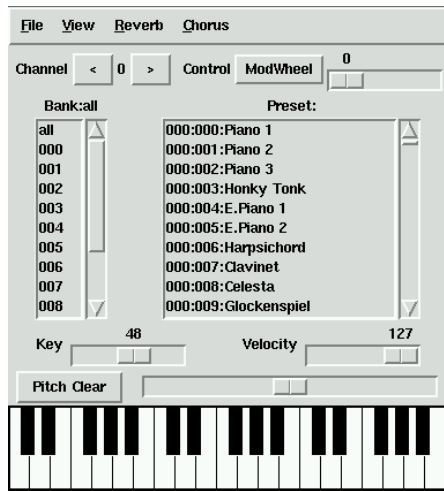 File View Reverb Chorus
Channel < 0 > Control ModWheel 0
Bank:all Preset:
all 000:000:Piano 1
000 000:001:Piano 2
001 000:002:Piano 3
002 000:003:Honky Tonk
003 000:004:E.Piano 1
004 000:005:E.Piano 2
005 000:006:Harpsichord
006 000:007:Clavinet
007 000:008:Celesta
008 000:009:Glockenspiel
Key 48 Velocity 127
Pitch Clear